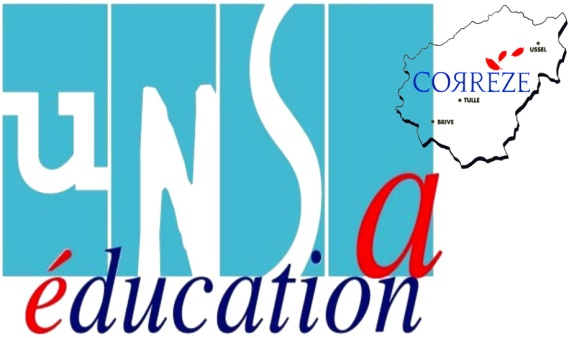 uNSa
éducation
USSEL
CORRÈZE
TULLE
BRIVE